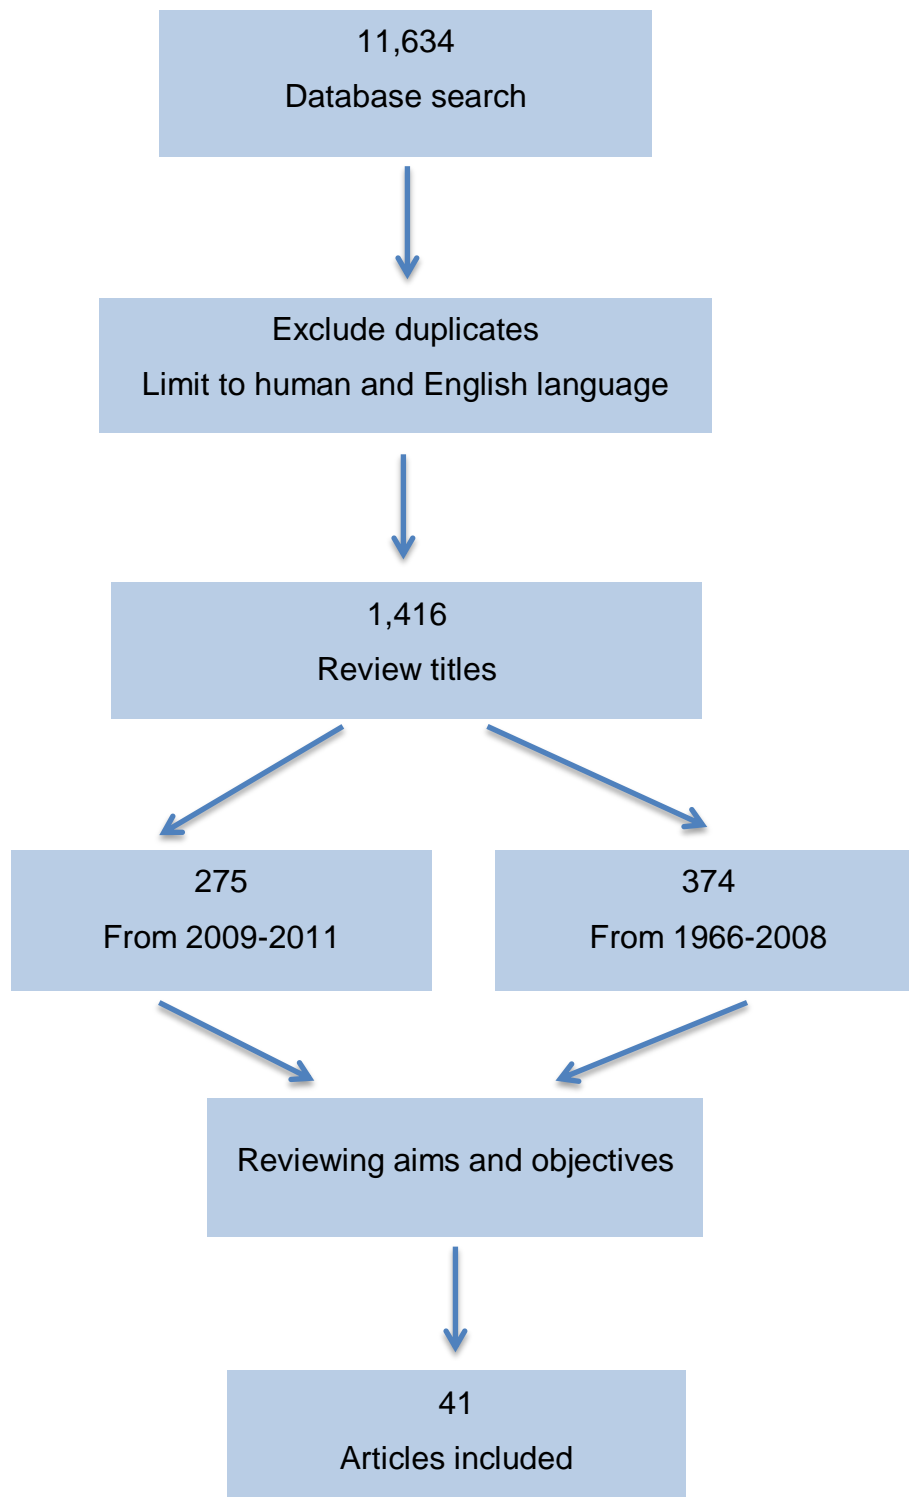 11,634
Database search
Exclude duplicates
Limit to human and English language
1,416
Review titles
275
From 2009-2011
374
From 1966-2008
Reviewing aims and objectives
41
Articles included